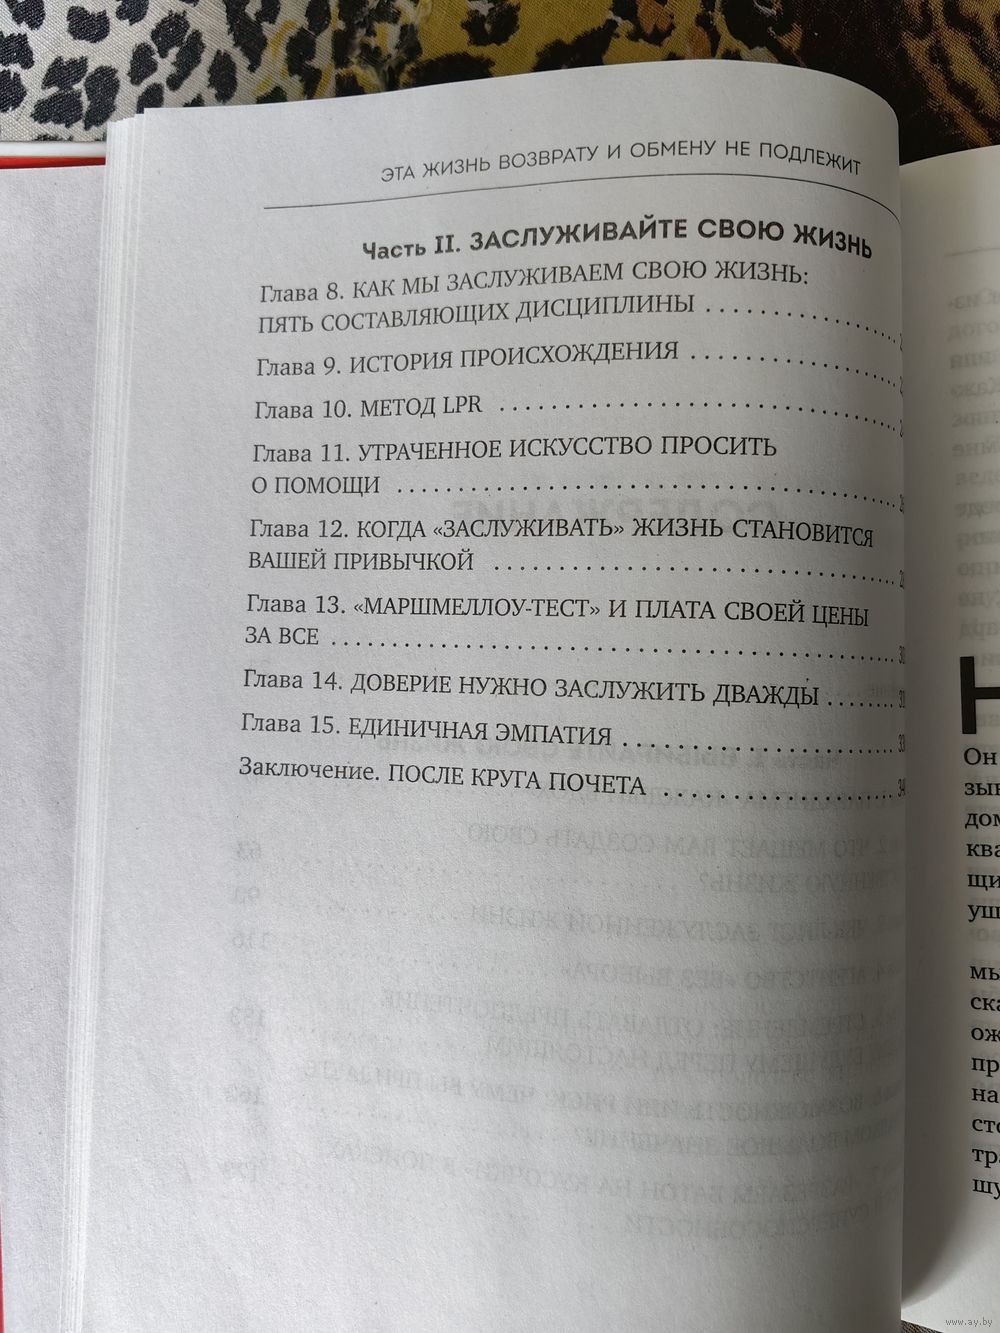 ЭТА ЖИЗНЬ ВОЗВРАТУ И ОБМЕНУ НЕ ПОДЛЕЖИТ
Часть II. ЗАСЛУЖИВАЙТЕ СВОЮ ЖИЗНЬ
Глава 8. КАК МЫ ЗАСЛУЖИВАЕМ СВОЮ ЖИЗНЬ:
ПЯТЬ СОСТАВЛЯЮЩИХ ДИСЦИПЛИНЫ
Глава 9. ИСТОРИЯ ПРОИСХОЖДЕНИЯ
Глава 10. МЕТОД LPR
Глава 11. УТРАЧЕННОЕ ИСКУССТВО ПРОСИТЬ
О ПОМОЩИ
Глава 12. КОГДА «ЗАСЛУЖИВАТЬ» ЖИЗНЬ СТАНОВИТСЯ
ВАШЕЙ ПРИВЫЧКОЙ
Глава 13. «МАРШМЕЛЛОУ-ТЕСТ» И ПЛАТА СВОЕЙ ЦЕНЫ
ЗА ВСЕ
Глава 14. ДОВЕРИЕ НУЖНО ЗАСЛУЖИТЬ ДВАЖДЫ
Глава 15. ЕДИНИЧНАЯ ЭМПАТИЯ
Заключение. ПОСЛЕ КРУГА ПОЧЕТА
Он
www.ay.by